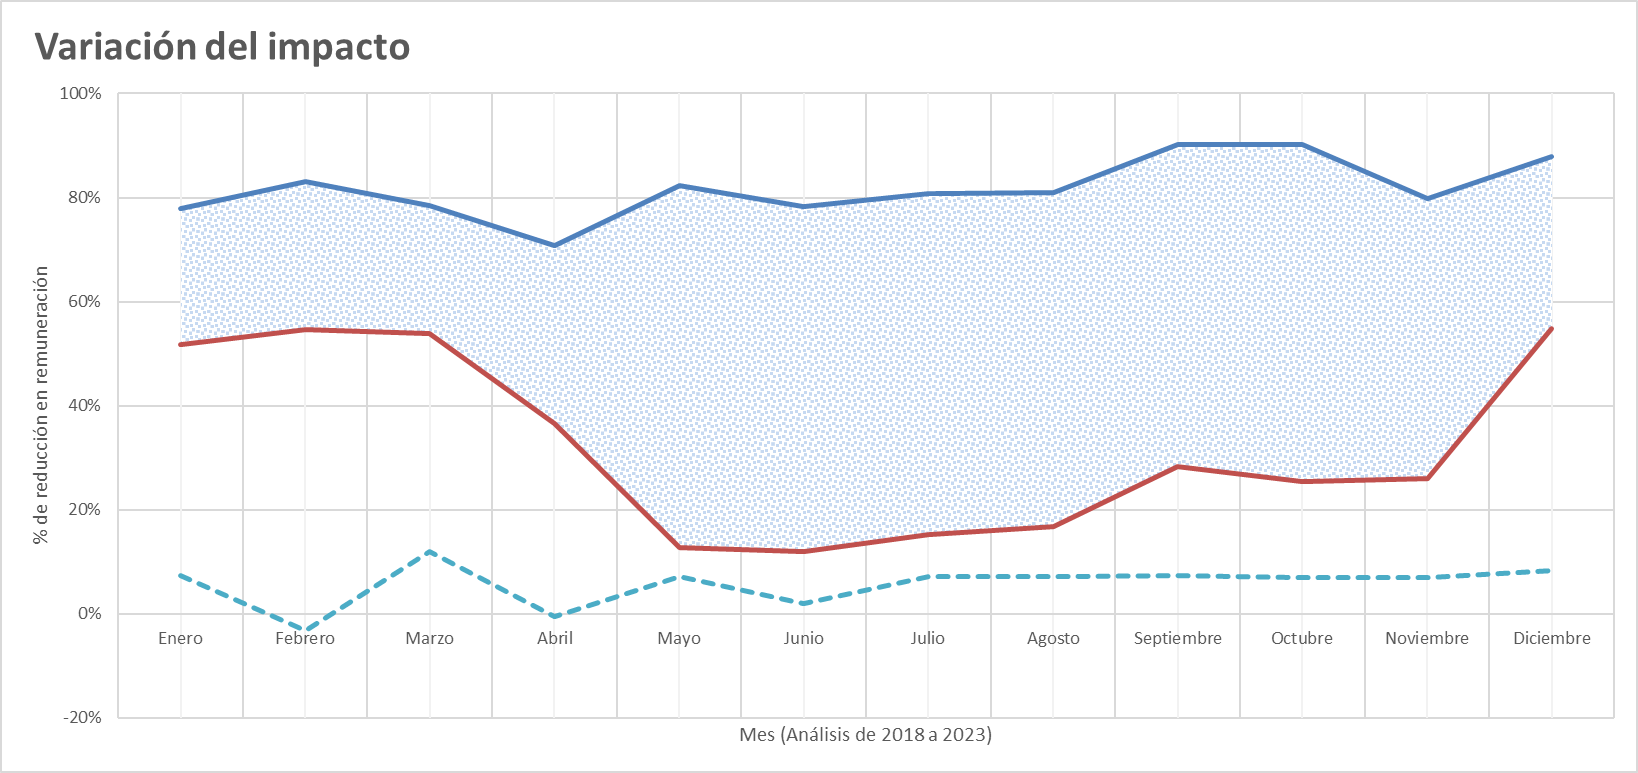 Variación del impacto
100%
80%
60%
40%
20%
0%
-20%
% de reducción en remuneración
Enero Febrero Marzo Abril Mayo Junio Julio Agosto Septiembre Octubre Noviembre Diciembre
Mes (Análisis de 2018 a 2023)